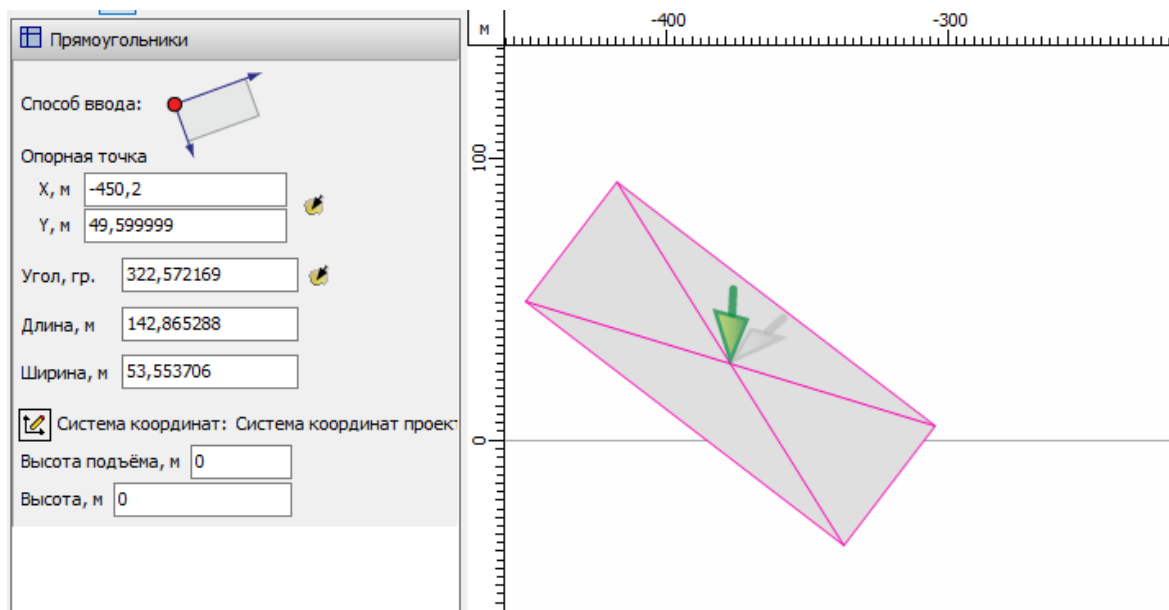 Прямоугольники
Способ ввода:
Опорная точка
X, м -450,2
Y, м 49,599999
Угол, гр. 322,572169
Длина, м 142,865288
Ширина, м 53,553706
Система координат: Система координат проект
Высота подъёма, м 0
Высота, м 0
м -400 -300
100
0